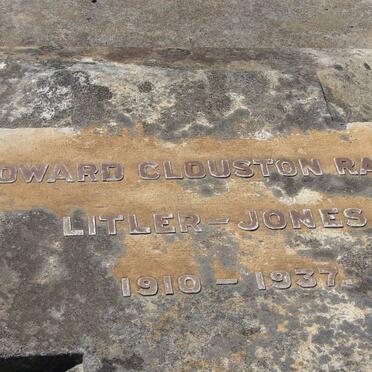 DWARD CLOUSTON RA
LITLER-JONES
1910-1937